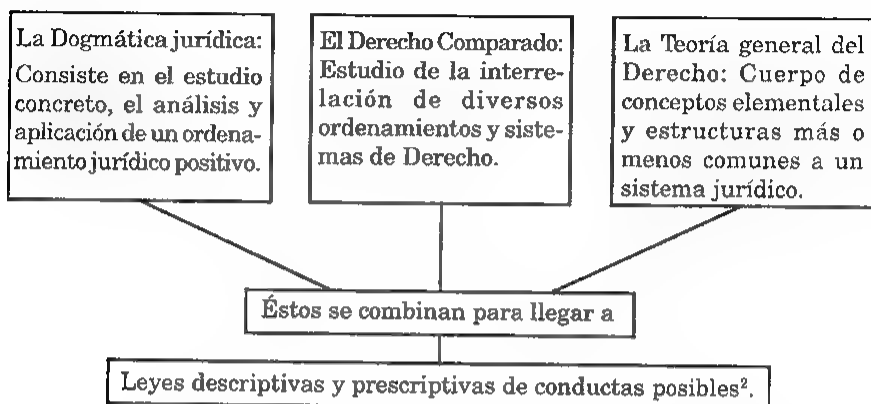 La Dogmática jurídica:
Consiste en el estudio
concreto, el análisis y
aplicación de un ordena-
miento jurídico positivo.
El Derecho Comparado:
Estudio de la interre-
lación de diversos
ordenamientos y siste-
mas de Derecho.
La Teoría general del
Derecho: Cuerpo de
conceptos elementales
y estructuras más o
menos comunes a un
sistema jurídico.
Éstos se combinan para llegar a
Leyes descriptivas y prescriptivas de conductas posibles².